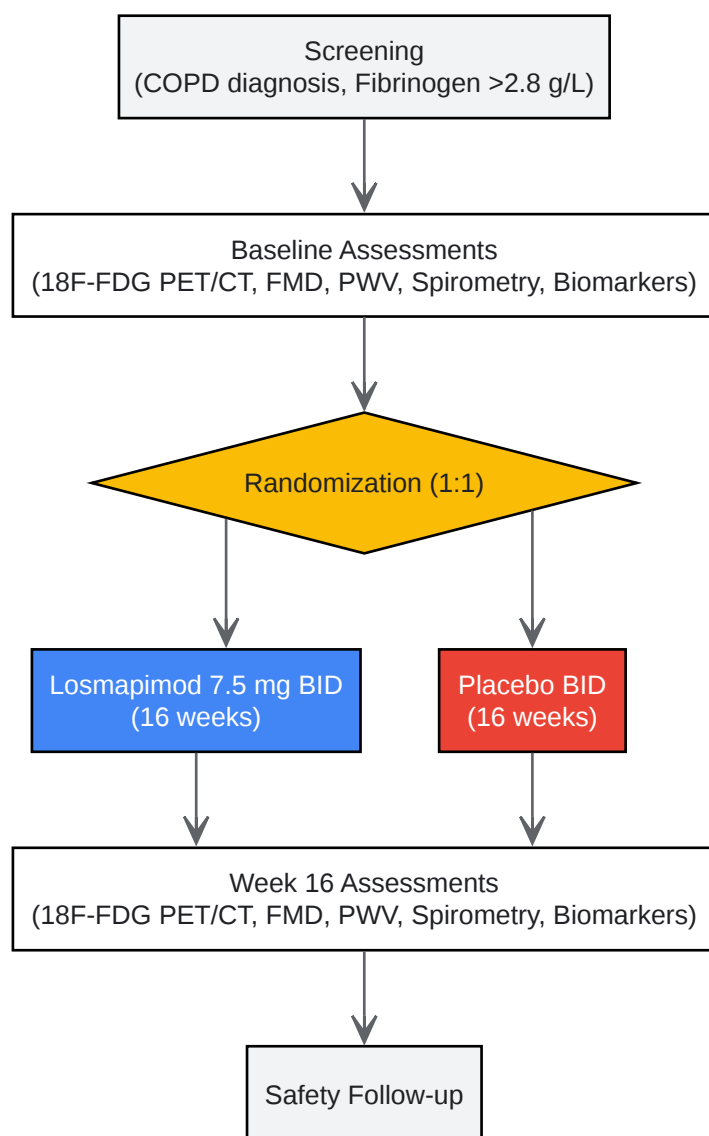 Screening
(COPD diagnosis, Fibrinogen >2.8 g/L)
Baseline Assessments
(18F-FDG PET/CT, FMD, PWV, Spirometry, Biomarkers)
Randomization (1:1)
Losmapimod 7.5 mg BID
(16 weeks)
Placebo BID
(16 weeks)
Week 16 Assessments
(18F-FDG PET/CT, FMD, PWV, Spirometry, Biomarkers)
Safety Follow-up